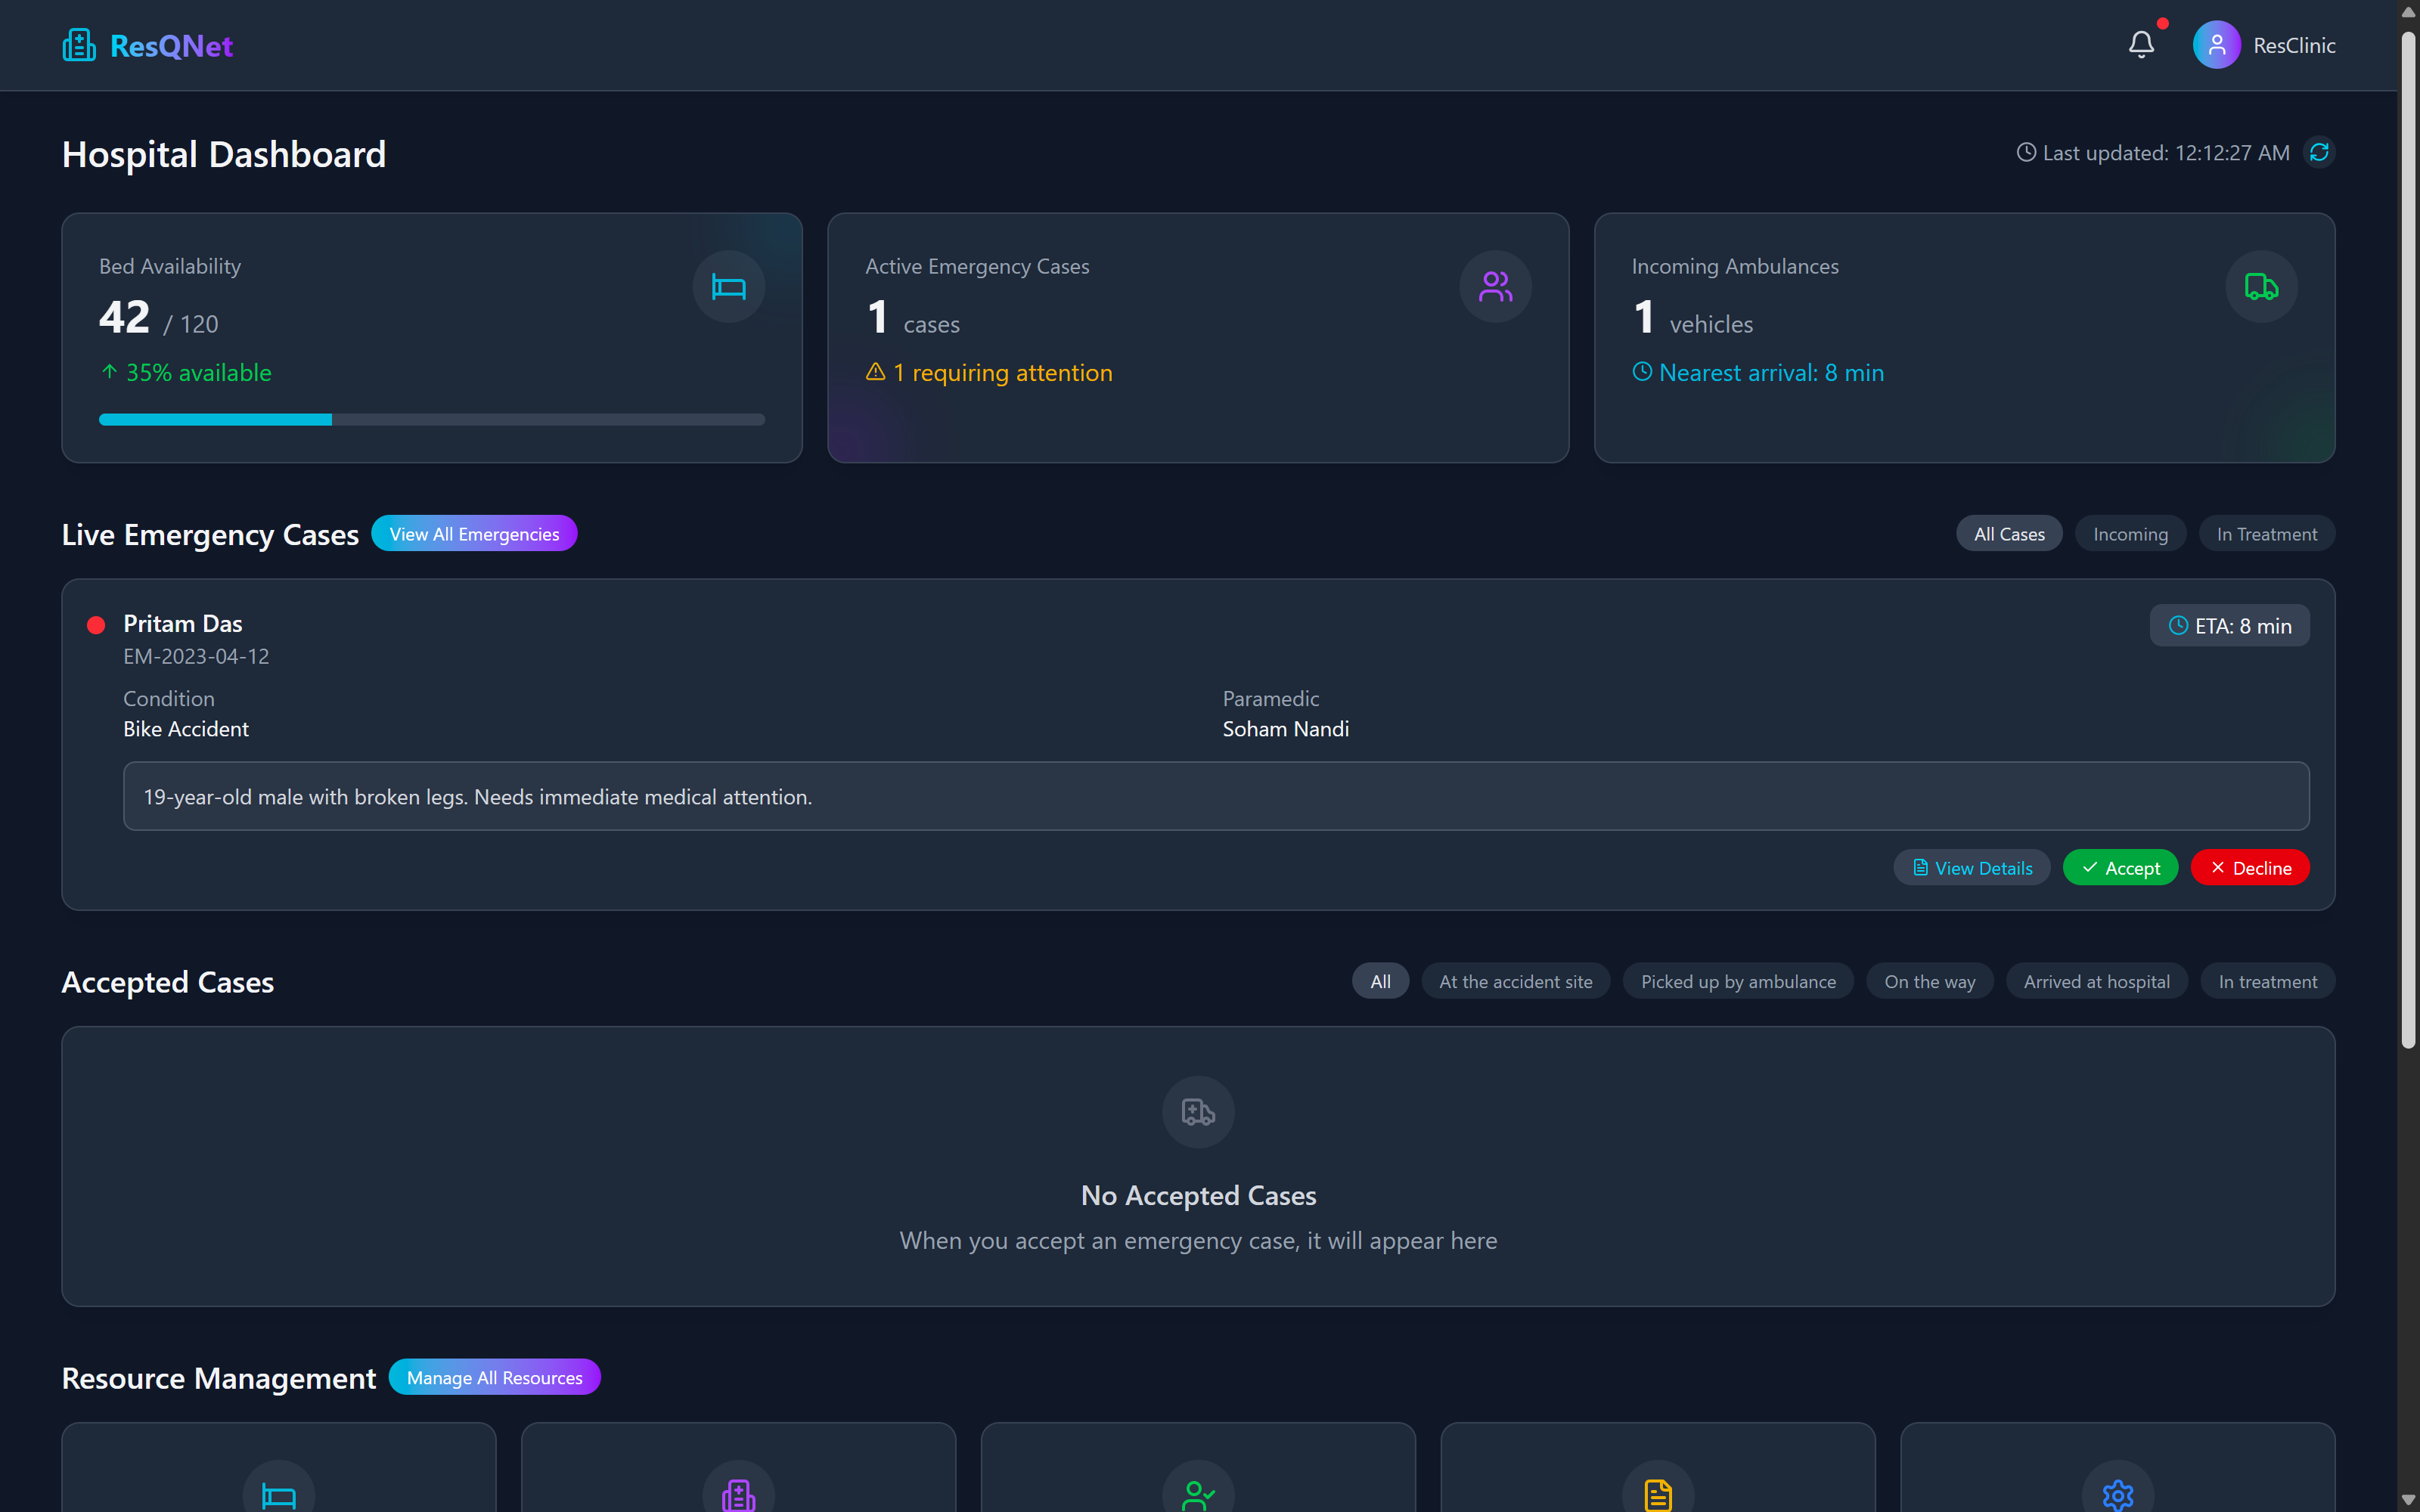 ResQNet
ResClinic
Hospital Dashboard
Last updated: 12:12:27 AM
Bed Availability
42 / 120
35% available
Active Emergency Cases
1 cases
1 requiring attention
Incoming Ambulances
1 vehicles
Nearest arrival: 8 min
Live Emergency Cases
View All Emergencies
All Cases
Incoming
In Treatment
Pritam Das
EM-2023-04-12
ETA: 8 min
Condition
Bike Accident
Paramedic
Soham Nandi
19-year-old male with broken legs. Needs immediate medical attention.
View Details
Accept
Decline
Accepted Cases
All
At the accident site
Picked up by ambulance
On the way
Arrived at hospital
In treatment
No Accepted Cases
When you accept an emergency case, it will appear here
Resource Management
Manage All Resources